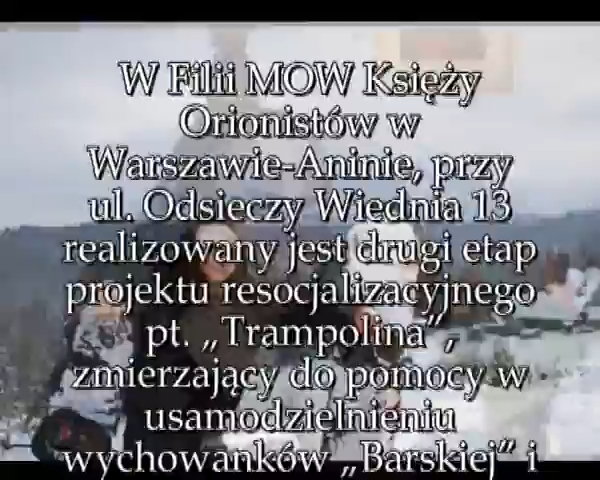 W Filii MOW Księży
Orionistów w
Warszawie-Aninie, przy
ul. Odsieczy Wiednia 13
realizowany jest drugi etap
projektu resocjalizacyjnego
pt. „Trampolina”,
zmierzający do pomocy w
usamodzielnieniu
wychowanków „Barskiej” i